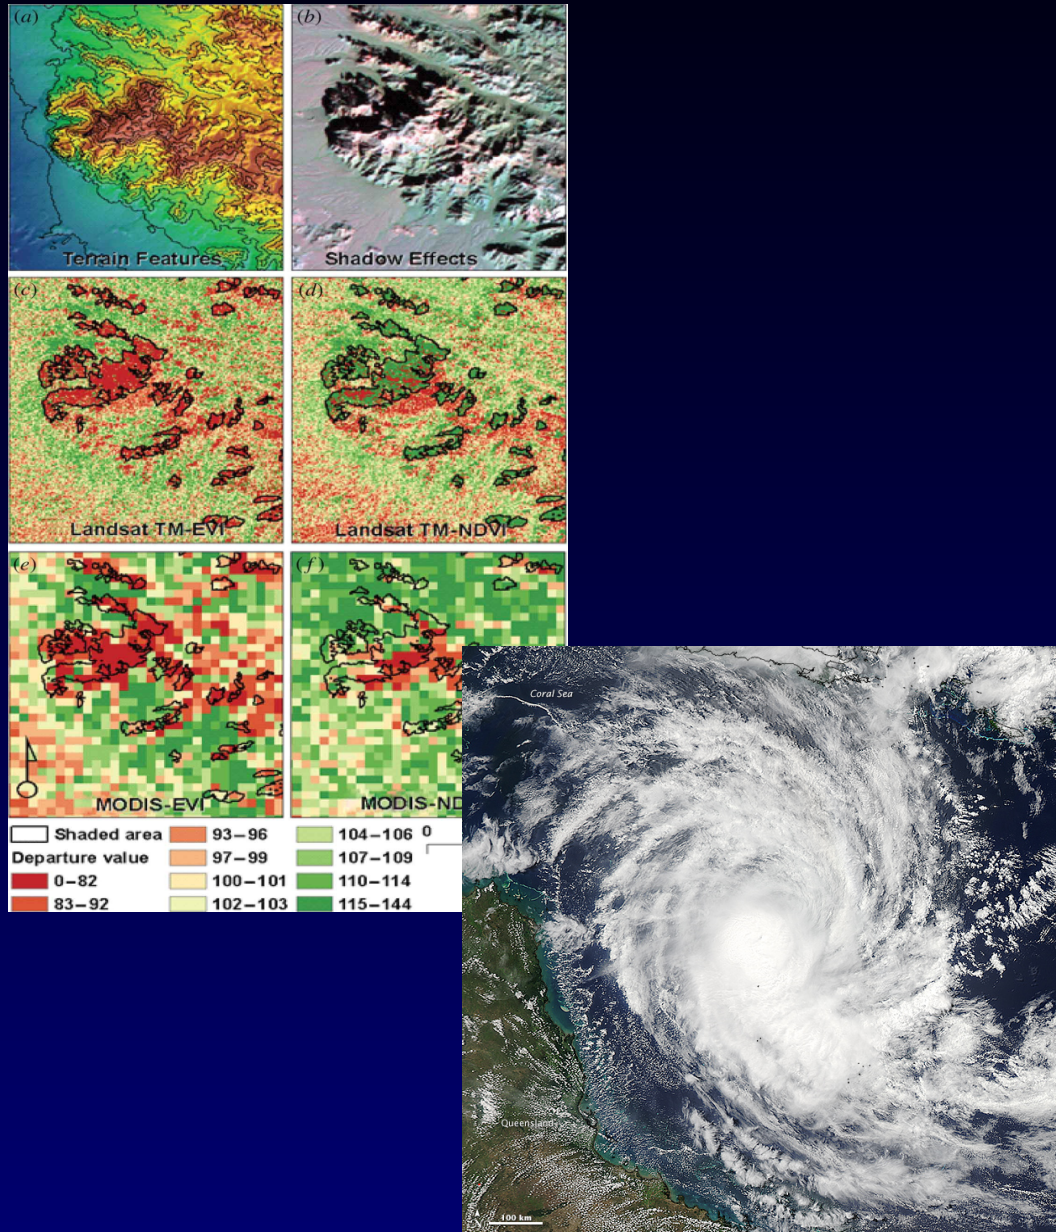 (a)
(b)
Terrain Features
Shadow Effects
(c)
(d)
Landsat TM-EVI
Landsat TM-NDVI
(e)
(f)
MODIS-EVI
MODIS-ND
Shaded area
93–96
104–106
0
Departure value
97–99
107–109
0–82
100–101
110–114
83–92
102–103
115–144
Coral Sea
Queensland
N
100 km